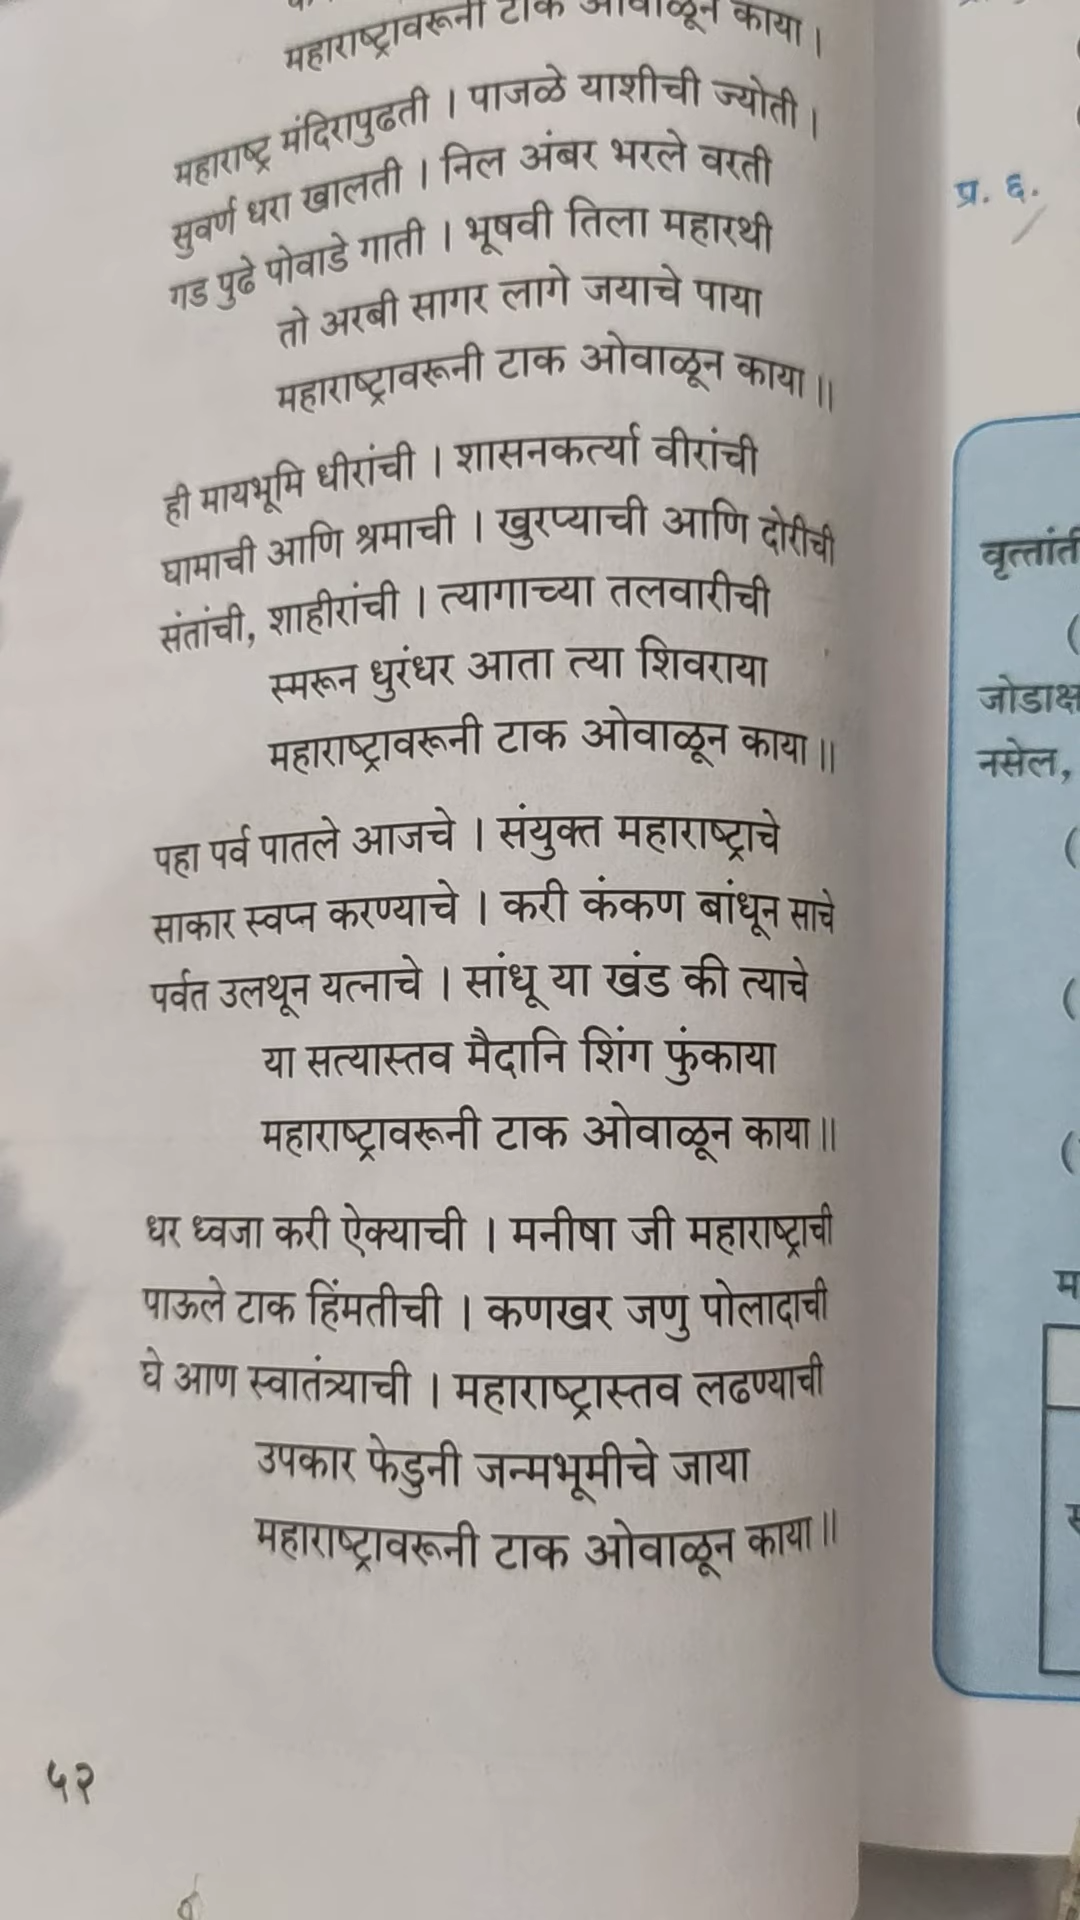 महाराष्ट्रावरूनी टाक ओवाळून काया ।
महाराष्ट्र मंदिरापुढती । पाजळे याशीची ज्योती ।
सुवर्ण धरा खालती । निल अंबर भरले वरती
गड पुढे पोवाडे गाती । भूषवी तिला महारथी
तो अरबी सागर लागे जयाचे पाया
महाराष्ट्रावरूनी टाक ओवाळून काया ॥
ही मायभूमि धीरांची । शासनकर्त्या वीरांची
घामाची आणि श्रमाची । खुरप्याची आणि दोरीची
संतांची, शाहीरांची । त्यागाच्या तलवारीची
स्मरून धुरंधर आता त्या शिवराया
महाराष्ट्रावरूनी टाक ओवाळून काया ॥
पहा पर्व पातले आजचे । संयुक्त महाराष्ट्राचे
साकार स्वप्न करण्याचे । करी कंकण बांधून साचे
पर्वत उलथून यत्नाचे । सांधू या खंड की त्याचे
या सत्यास्तव मैदानि शिंग फुंकाया
महाराष्ट्रावरूनी टाक ओवाळून काया ॥
धर ध्वजा करी ऐक्याची । मनीषा जी महाराष्ट्राची
पाऊले टाक हिंमतीची । कणखर जणु पोलादाची
घे आण स्वातंत्र्याची । महाराष्ट्रास्तव लढण्याची
उपकार फेडुनी जन्मभूमीचे जाया
महाराष्ट्रावरूनी टाक ओवाळून काया ॥
५२
प्र. ६.
वृत्तांती
जोडाक्ष
नसेल,